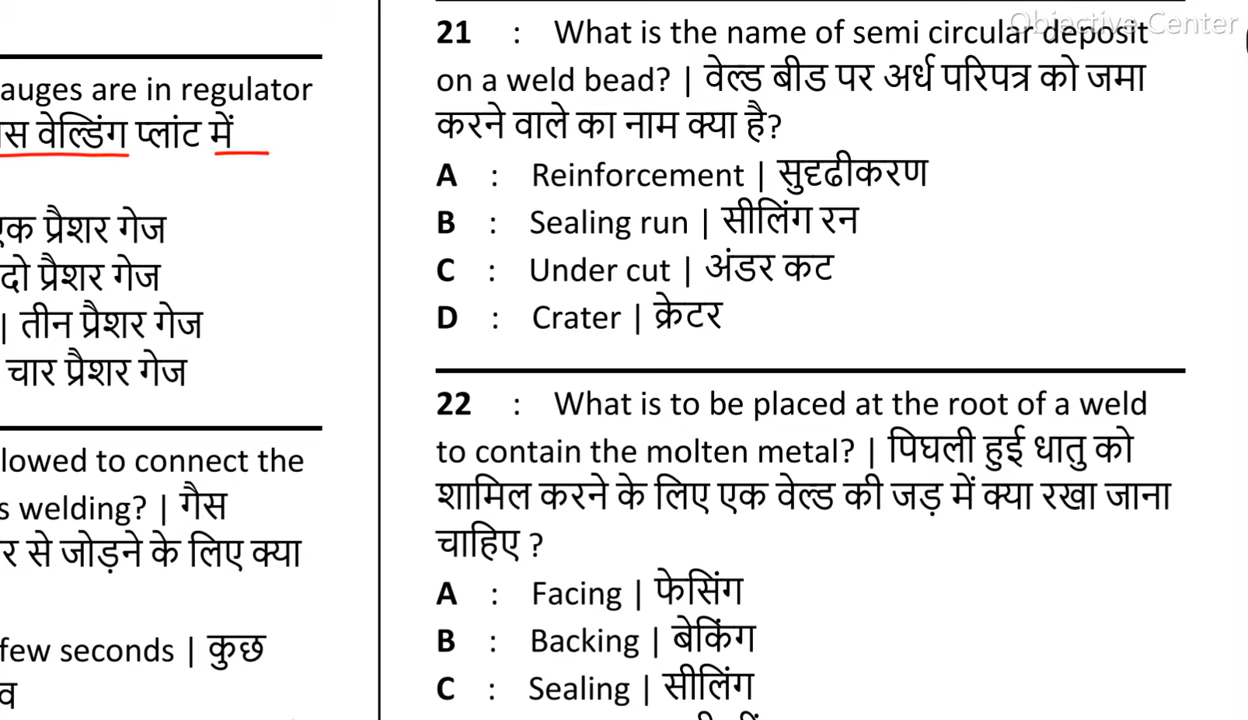 Objective Center
auges are in regulator
स वेल्डिंग प्लांट में
एक प्रैशर गेज
दो प्रैशर गेज
| तीन प्रैशर गेज
चार प्रैशर गेज
lowed to connect the
s welding? | गैस
र से जोड़ने के लिए क्या
few seconds | कुछ
व
21 : What is the name of semi circular deposit
on a weld bead? | वेल्ड बीड पर अर्ध परिपत्र को जमा
करने वाले का नाम क्या है?
A : Reinforcement | सुदृढीकरण
B : Sealing run | सीलिंग रन
C : Under cut | अंडर कट
D : Crater | क्रेटर
22 : What is to be placed at the root of a weld
to contain the molten metal? | पिघली हुई धातु को
शामिल करने के लिए एक वेल्ड की जड़ में क्या रखा जाना
चाहिए ?
A : Facing | फेसिंग
B : Backing | बेकिंग
C : Sealing | सीलिंग